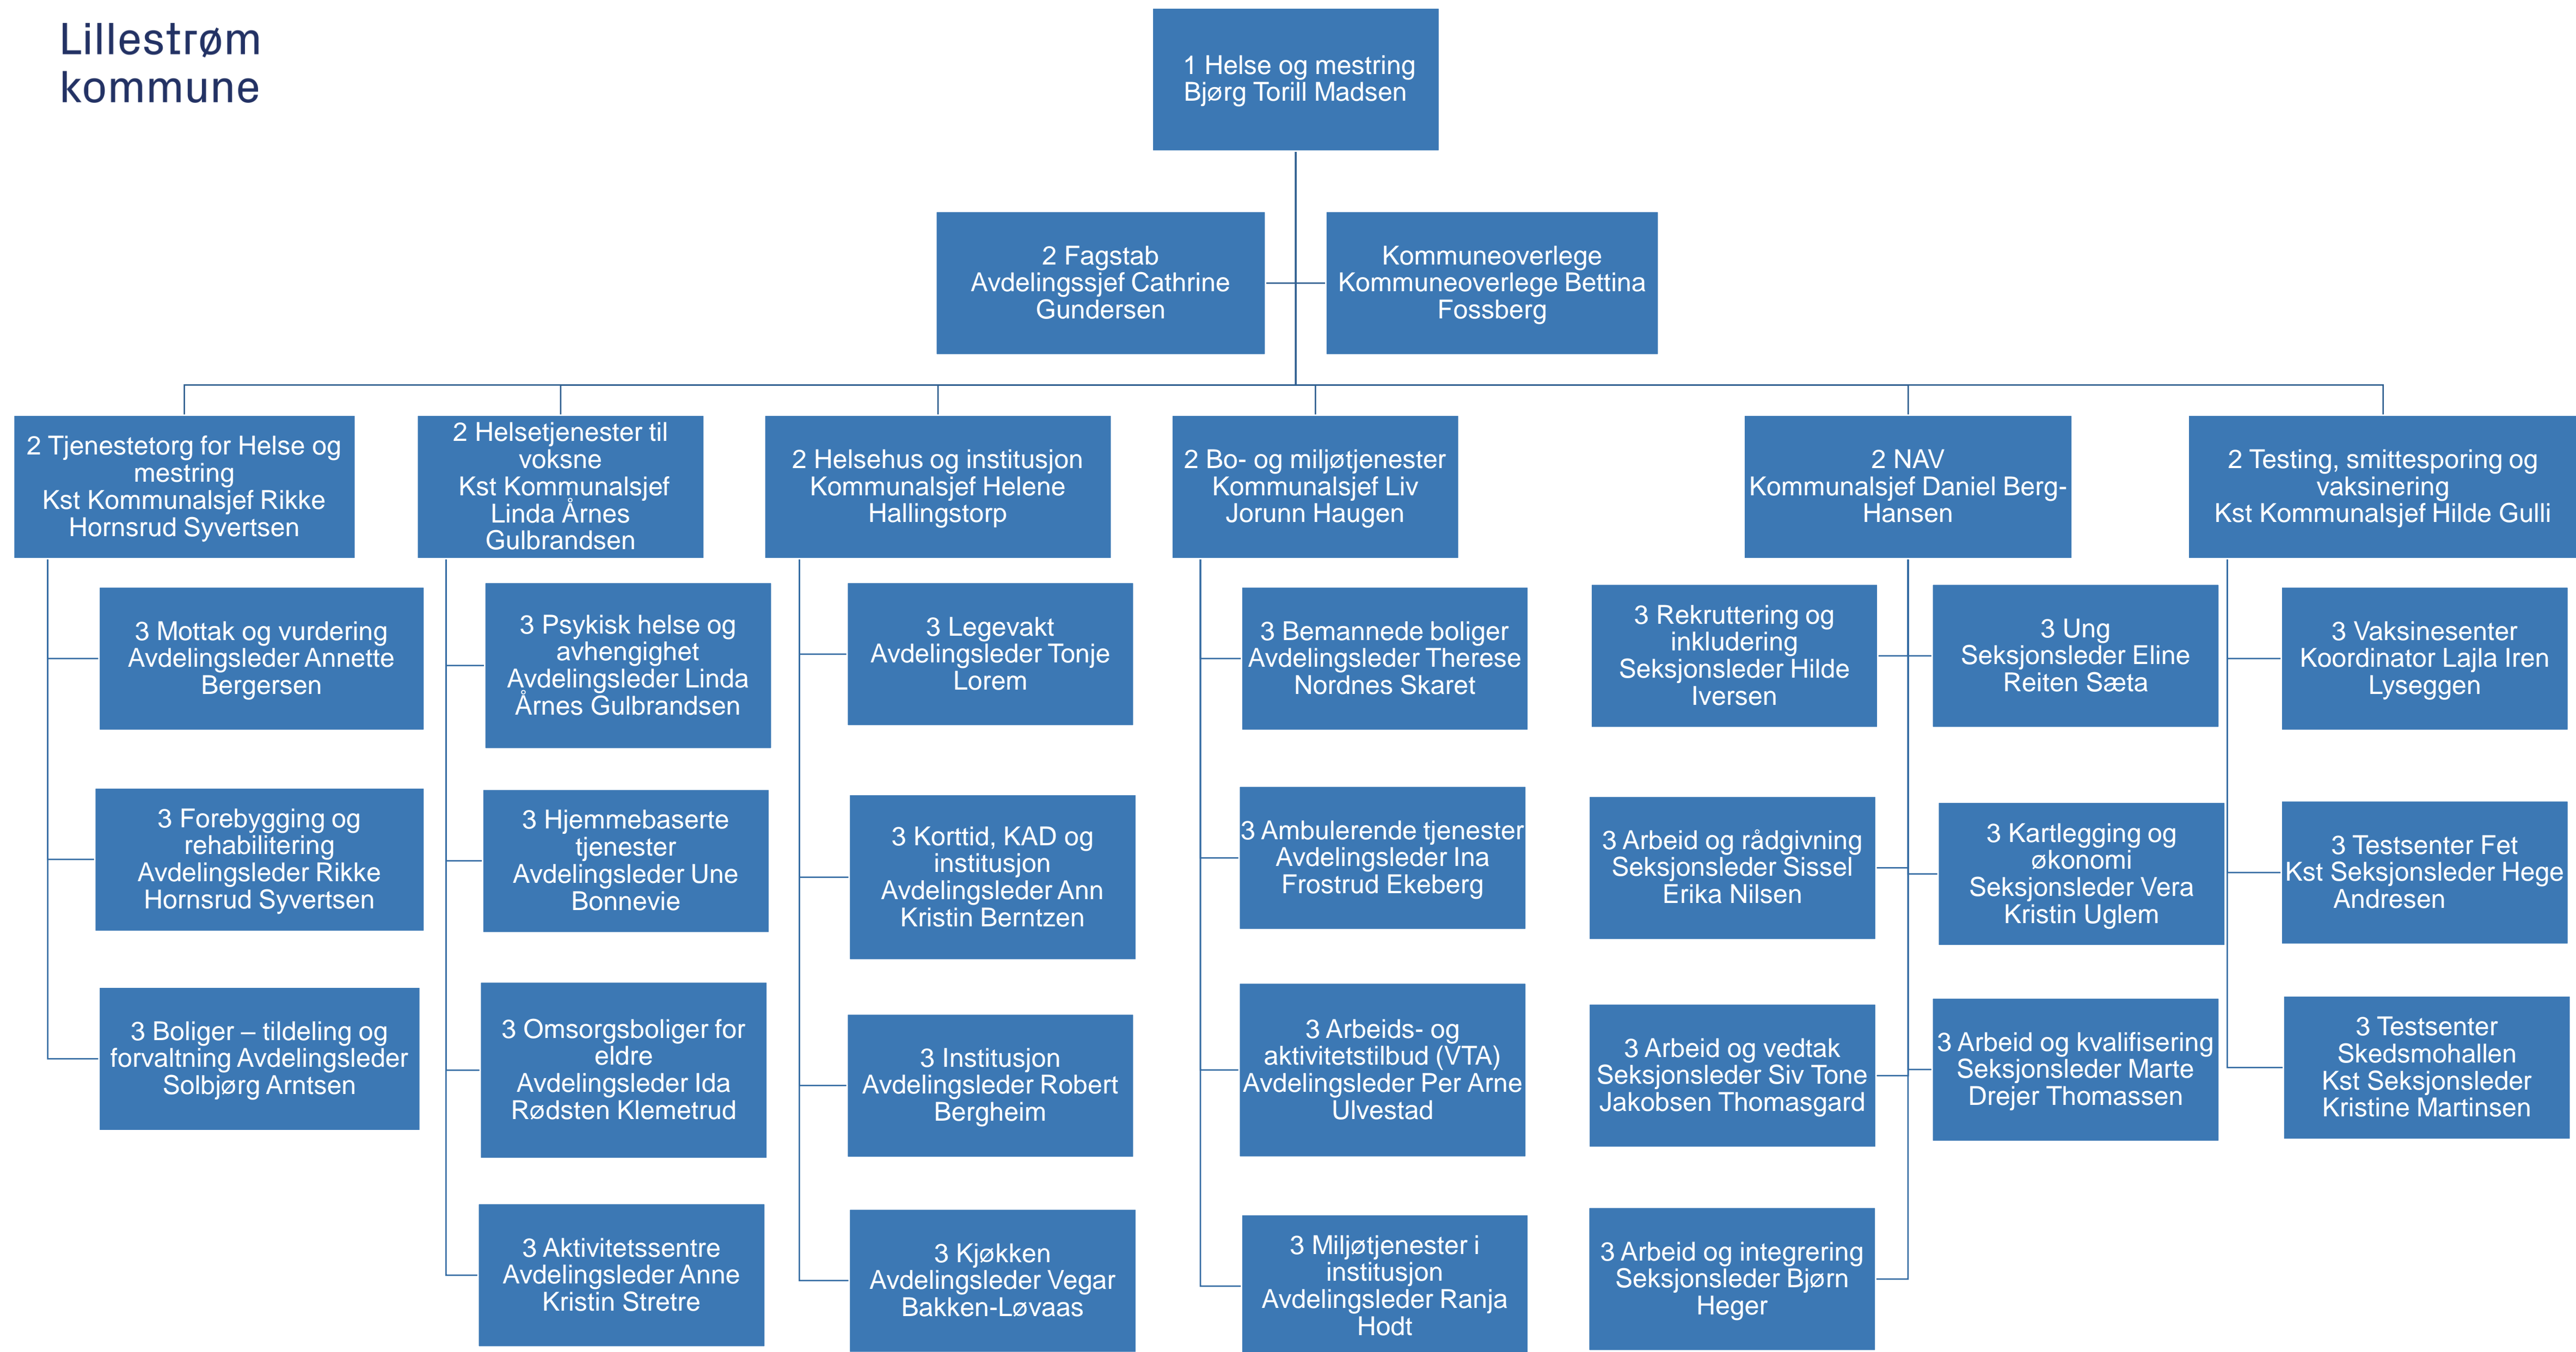 Lillestrøm
kommune
1 Helse og mestring
Bjørg Torill Madsen
2 Fagstab
Avdelingssjef Cathrine
Gundersen
Kommuneoverlege
Kommuneoverlege Bettina
Fossberg
2 Tjenestetorg for Helse og
mestring
Kst Kommunalsjef Rikke
Hornsrud Syvertsen
2 Helsetjenester til
voksne
Kst Kommunalsjef
Linda Årnes
Gulbrandsen
2 Helsehus og institusjon
Kommunalsjef Helene
Hallingstorp
2 Bo- og miljøtjenester
Kommunalsjef Liv
Jorunn Haugen
2 NAV
Kommunalsjef Daniel Berg-
Hansen
2 Testing, smittesporing og
vaksinering
Kst Kommunalsjef Hilde Gulli
3 Mottak og vurdering
Avdelingsleder Annette
Bergersen
3 Psykisk helse og
avhengighet
Avdelingsleder Linda
Årnes Gulbrandsen
3 Legevakt
Avdelingsleder Tonje
Lorem
3 Bemannede boliger
Avdelingsleder Therese
Nordnes Skaret
3 Rekruttering og
inkludering
Seksjonsleder Hilde
Iversen
3 Ung
Seksjonsleder Eline
Reiten Sæta
3 Vaksinesenter
Koordinator Lajla Iren
Lyseggen
3 Forebygging og
rehabilitering
Avdelingsleder Rikke
Hornsrud Syvertsen
3 Hjemmebaserte
tjenester
Avdelingsleder Une
Bonnevie
3 Korttid, KAD og
institusjon
Avdelingsleder Ann
Kristin Berntzen
3 Ambulerende tjenester
Avdelingsleder Ina
Frostrud Ekeberg
3 Arbeid og rådgivning
Seksjonsleder Sissel
Erika Nilsen
3 Kartlegging og
økonomi
Seksjonsleder Vera
Kristin Uglem
3 Testsenter Fet
Kst Seksjonsleder Hege
Andresen
3 Boliger – tildeling og
forvaltning Avdelingsleder
Solbjørg Arntsen
3 Omsorgsboliger for
eldre
Avdelingsleder Ida
Rødsten Klemetrud
3 Institusjon
Avdelingsleder Robert
Bergheim
3 Arbeids- og
aktivitetstilbud (VTA)
Avdelingsleder Per Arne
Ulvestad
3 Arbeid og vedtak
Seksjonsleder Siv Tone
Jakobsen Thomasgard
3 Arbeid og kvalifisering
Seksjonsleder Marte
Drejer Thomassen
3 Testsenter
Skedsmohallen
Kst Seksjonsleder
Kristine Martinsen
3 Aktivitetssentre
Avdelingsleder Anne
Kristin Stretre
3 Kjøkken
Avdelingsleder Vegar
Bakken-Løvaas
3 Miljøtjenester i
institusjon
Avdelingsleder Ranja
Hodt
3 Arbeid og integrering
Seksjonsleder Bjørn
Heger